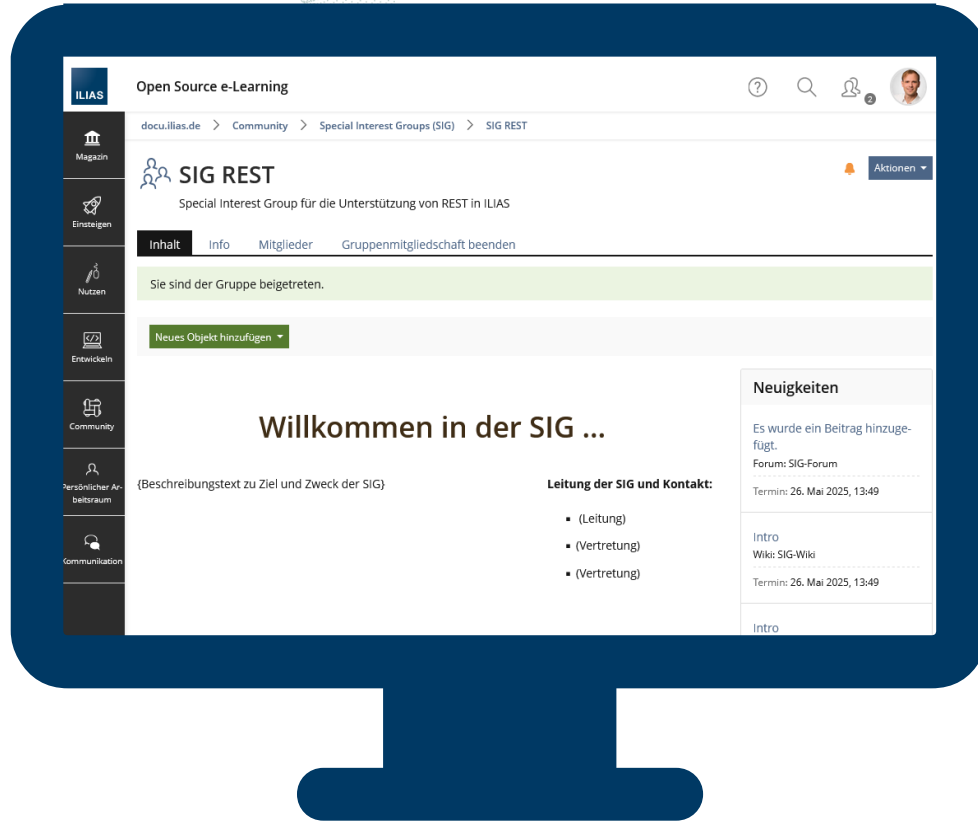 ILIAS
Open Source e-Learning
2
docu.ilias.de > Community > Special Interest Groups (SIG) > SIG REST
Magazin
Einsteigen
Nutzen
Entwickeln
Community
Persönlicher Ar-
beitsraum
Kommunikation
SIG REST
Aktionen
Special Interest Group für die Unterstützung von REST in ILIAS
Inhalt Info Mitglieder Gruppenmitgliedschaft beenden
Sie sind der Gruppe beigetreten.
Neues Objekt hinzufügen
Willkommen in der SIG ...
{Beschreibungstext zu Ziel und Zweck der SIG}
Leitung der SIG und Kontakt:
▪ (Leitung)
▪ (Vertretung)
▪ (Vertretung)
Neuigkeiten
Es wurde ein Beitrag hinzuge-
fügt.
Forum: SIG-Forum
Termin: 26. Mai 2025, 13:49
Intro
Wiki: SIG-Wiki
Termin: 26. Mai 2025, 13:49
Intro